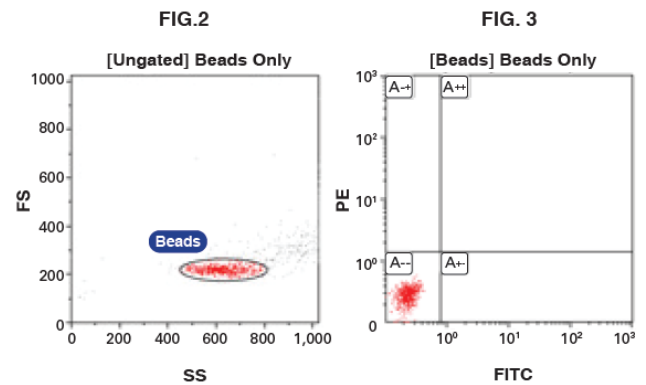 FIG.2
[Ungated] Beads Only
1000
800
600
400
200
0
FS
Beads
0 200 400 600 800 1,000
SS
FIG. 3
[Beads] Beads Only
10³
10²
10¹
10⁰
0
PE
A-+ A++
A-- A+-
10⁰ 10¹ 10² 10³
FITC